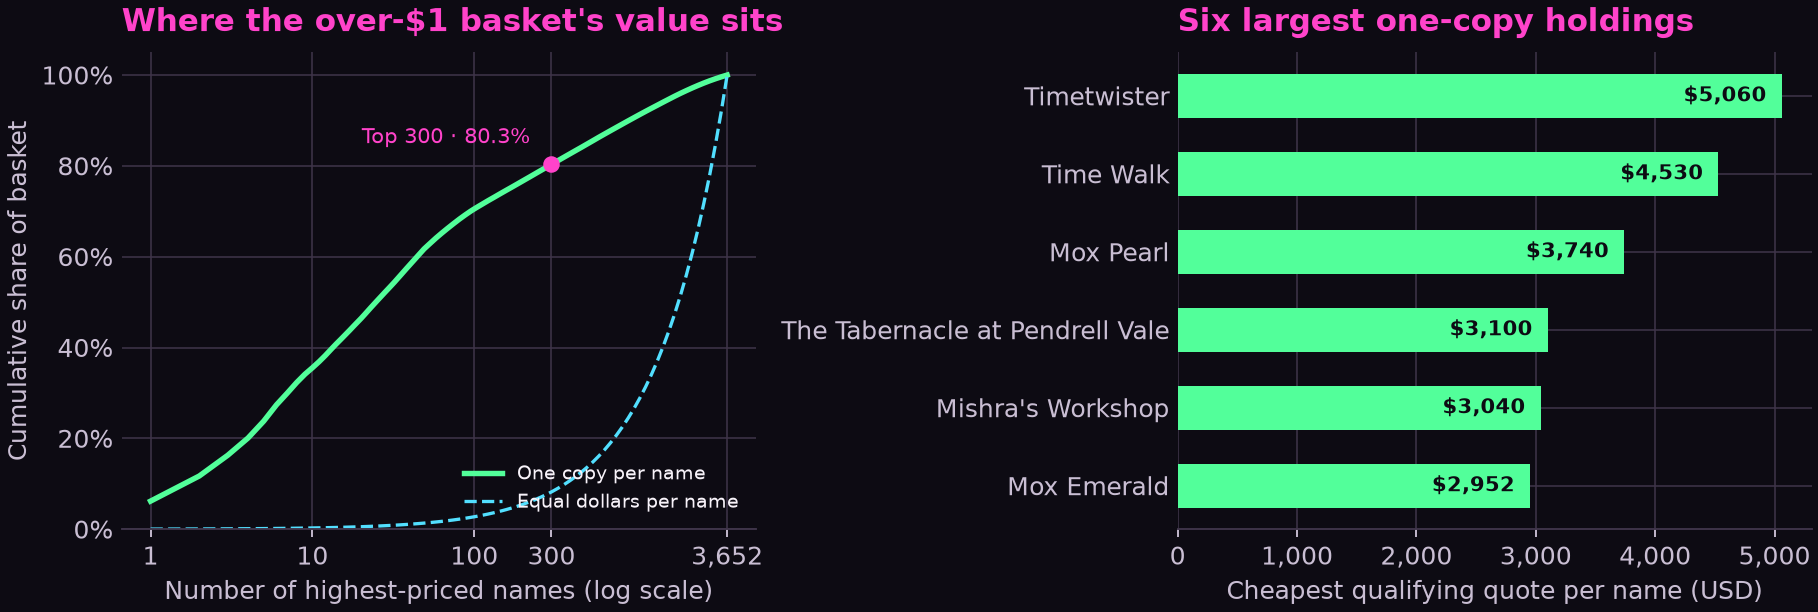 Where the over-$1 basket's value sits
Cumulative share of basket
100%
80%
60%
40%
20%
0%
Top 300 · 80.3%
One copy per name
Equal dollars per name
1
10
100
300
3,652
Number of highest-priced names (log scale)
Six largest one-copy holdings
Timetwister
$5,060
Time Walk
$4,530
Mox Pearl
$3,740
The Tabernacle at Pendrell Vale
$3,100
Mishra's Workshop
$3,040
Mox Emerald
$2,952
0
1,000
2,000
3,000
4,000
5,000
Cheapest qualifying quote per name (USD)